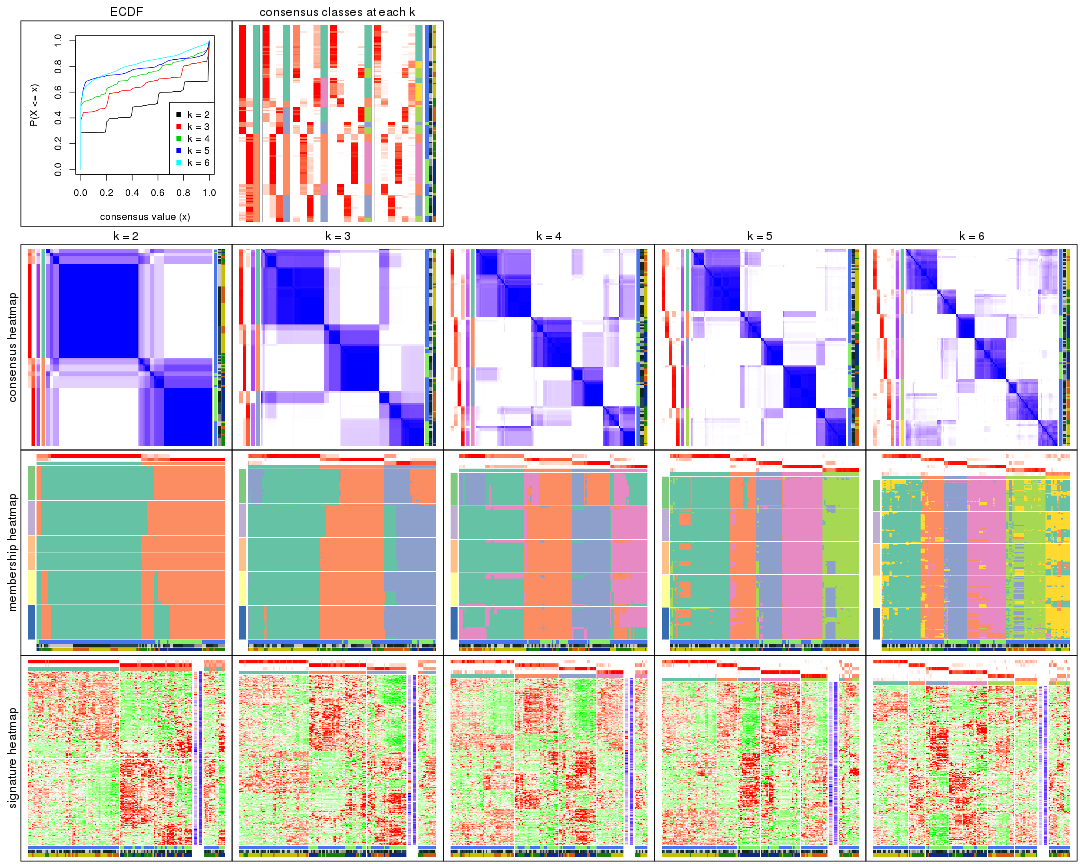 ECDF
consensus classes at each k
P(X <= x)
0.0 0.2 0.4 0.6 0.8 1.0
k = 2
k = 3
k = 4
k = 5
k = 6
0.0 0.2 0.4 0.6 0.8 1.0
consensus value (x)
k = 2
k = 3
k = 4
k = 5
k = 6
consensus heatmap
membership heatmap
signature heatmap